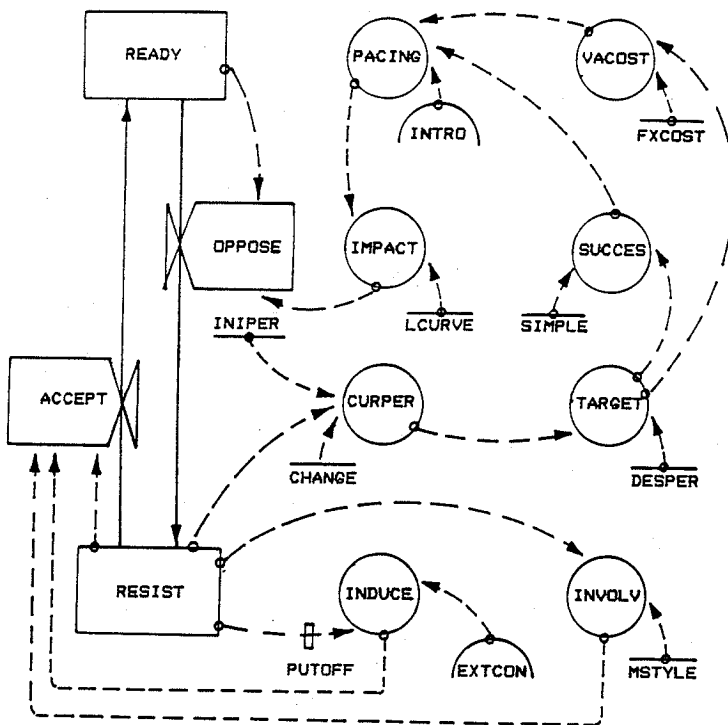 READY
PACING
VACOST
INTRO
FXCOST
OPPOSE
IMPACT
SUCCES
INIPER
LCURVE
SIMPLE
ACCEPT
CURPER
TARGET
CHANGE
DESPER
RESIST
INDUCE
INVOLV
PUTOFF
EXTCON
MSTYLE